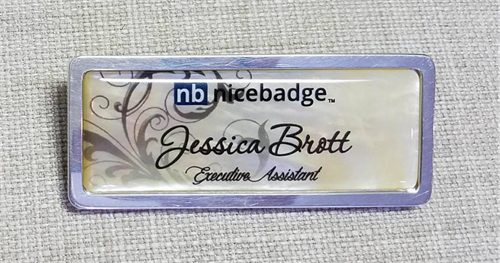 nb nicebadge™
Jessica Brott
Executive Assistant